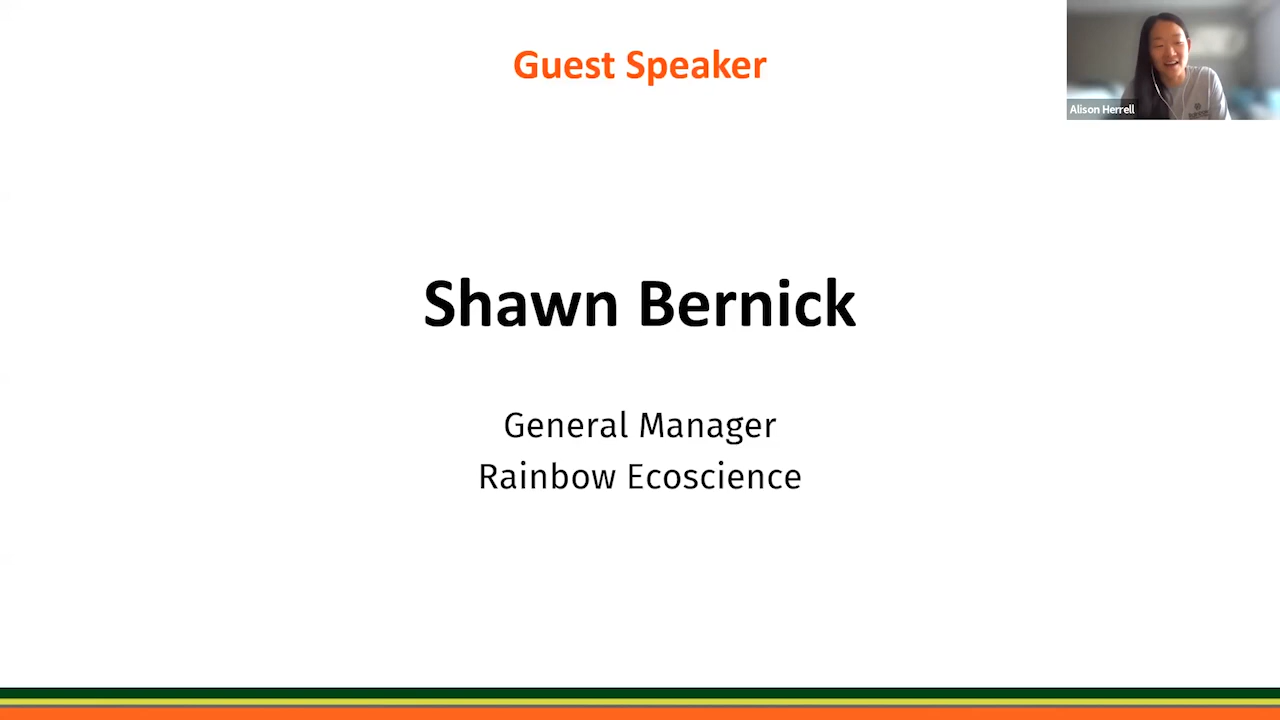 Guest Speaker
Alison Herrell
Shawn Bernick
General Manager
Rainbow Ecoscience